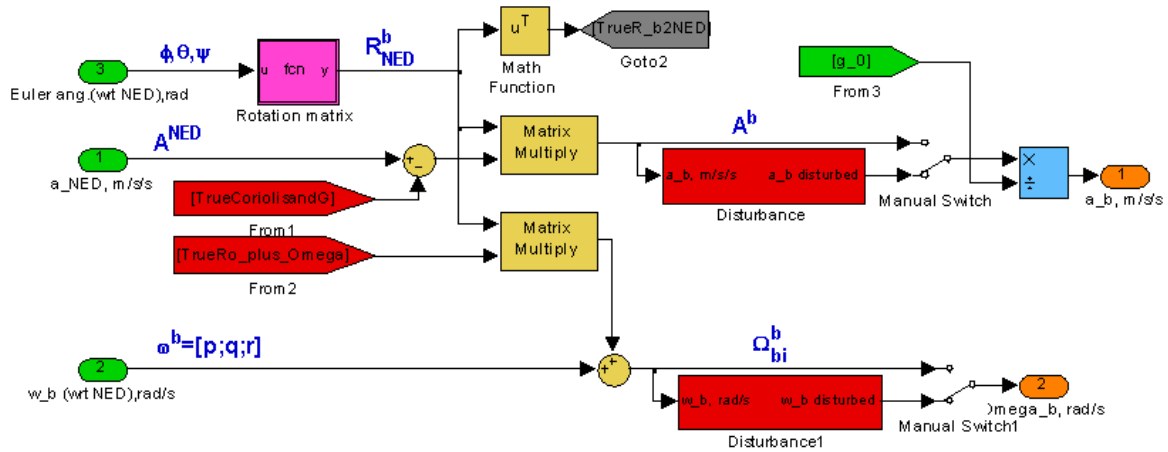 ϕ,θ,ψ
3
Euler ang.(wrt NED),rad
u fcn y
Rotation matrix
R^b_NED
u^T
Math
Function
[TrueR_b2NED]
Goto2
[g_0]
From3
A^NED
1
a_NED, m/s/s
+
−
Matrix
Multiply
A^b
a_b, m/s/s a_b disturbed
Disturbance
Manual Switch
×
÷
1
a_b, m/s/s
[TrueCoriolisandG]
From1
[TrueRo_plus_Omega]
From2
Matrix
Multiply
ω^b=[p;q;r]
2
w_b (wrt NED),rad/s
+
+
Ω^b_bi
w_b, rad/s w_b disturbed
Disturbance1
Manual Switch1
2
Omega_b, rad/s